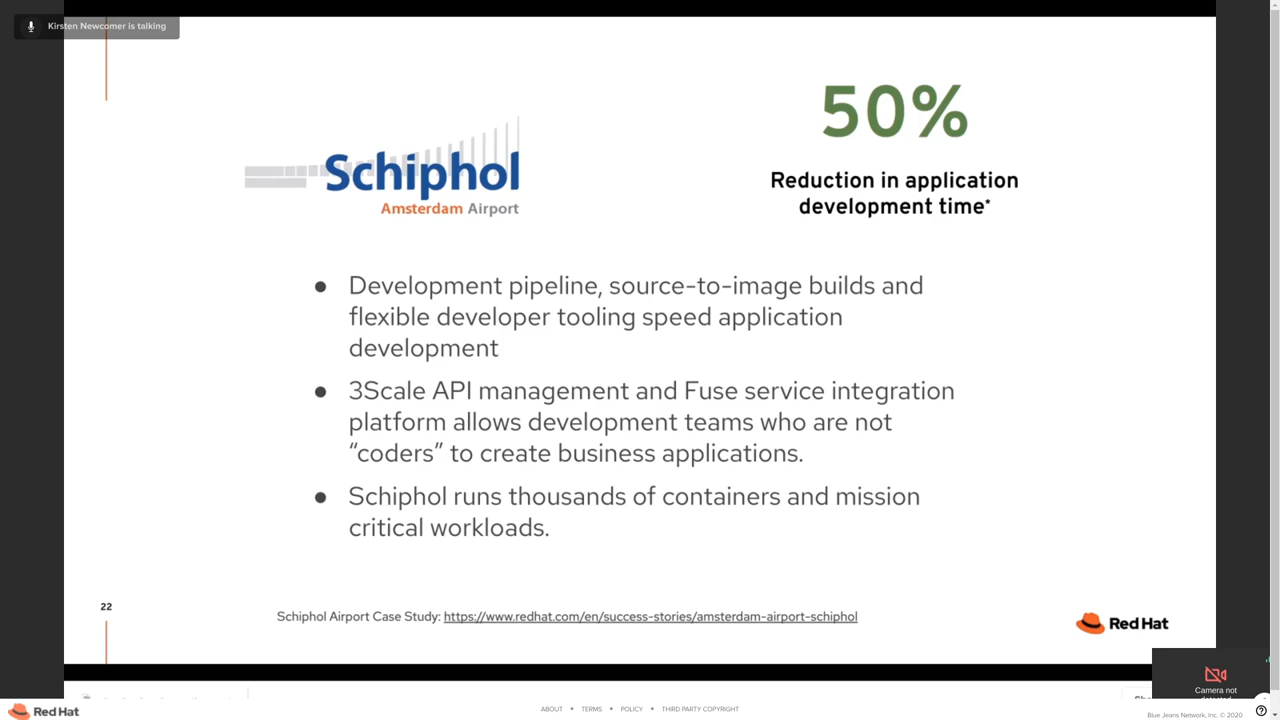 Kirsten Newcomer is talking
50%
Schiphol
Amsterdam Airport
Reduction in application
development time*
● Development pipeline, source-to-image builds and
flexible developer tooling speed application
development
● 3Scale API management and Fuse service integration
platform allows development teams who are not
“coders” to create business applications.
● Schiphol runs thousands of containers and mission
critical workloads.
22
Schiphol Airport Case Study: https://www.redhat.com/en/success-stories/amsterdam-airport-schiphol
Red Hat
Camera not
Red Hat
ABOUT • TERMS • POLICY • THIRD PARTY COPYRIGHT
Blue Jeans Network, Inc. © 2020